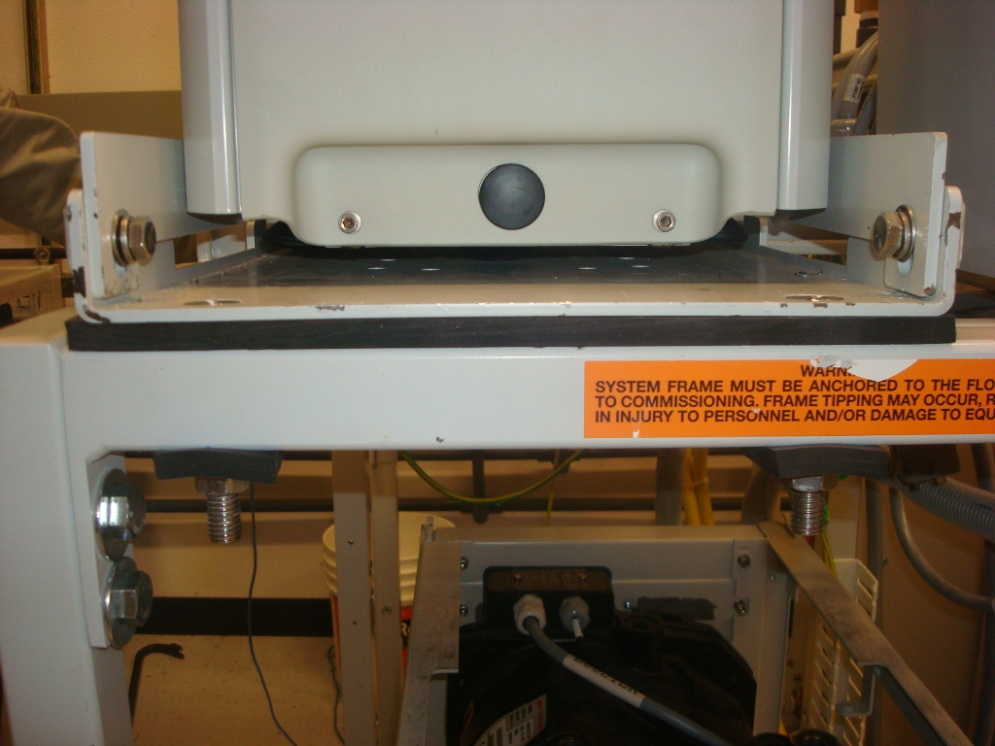 WARN
SYSTEM FRAME MUST BE ANCHORED TO THE FLO
TO COMMISSIONING. FRAME TIPPING MAY OCCUR, R
IN INJURY TO PERSONNEL AND/OR DAMAGE TO EQU